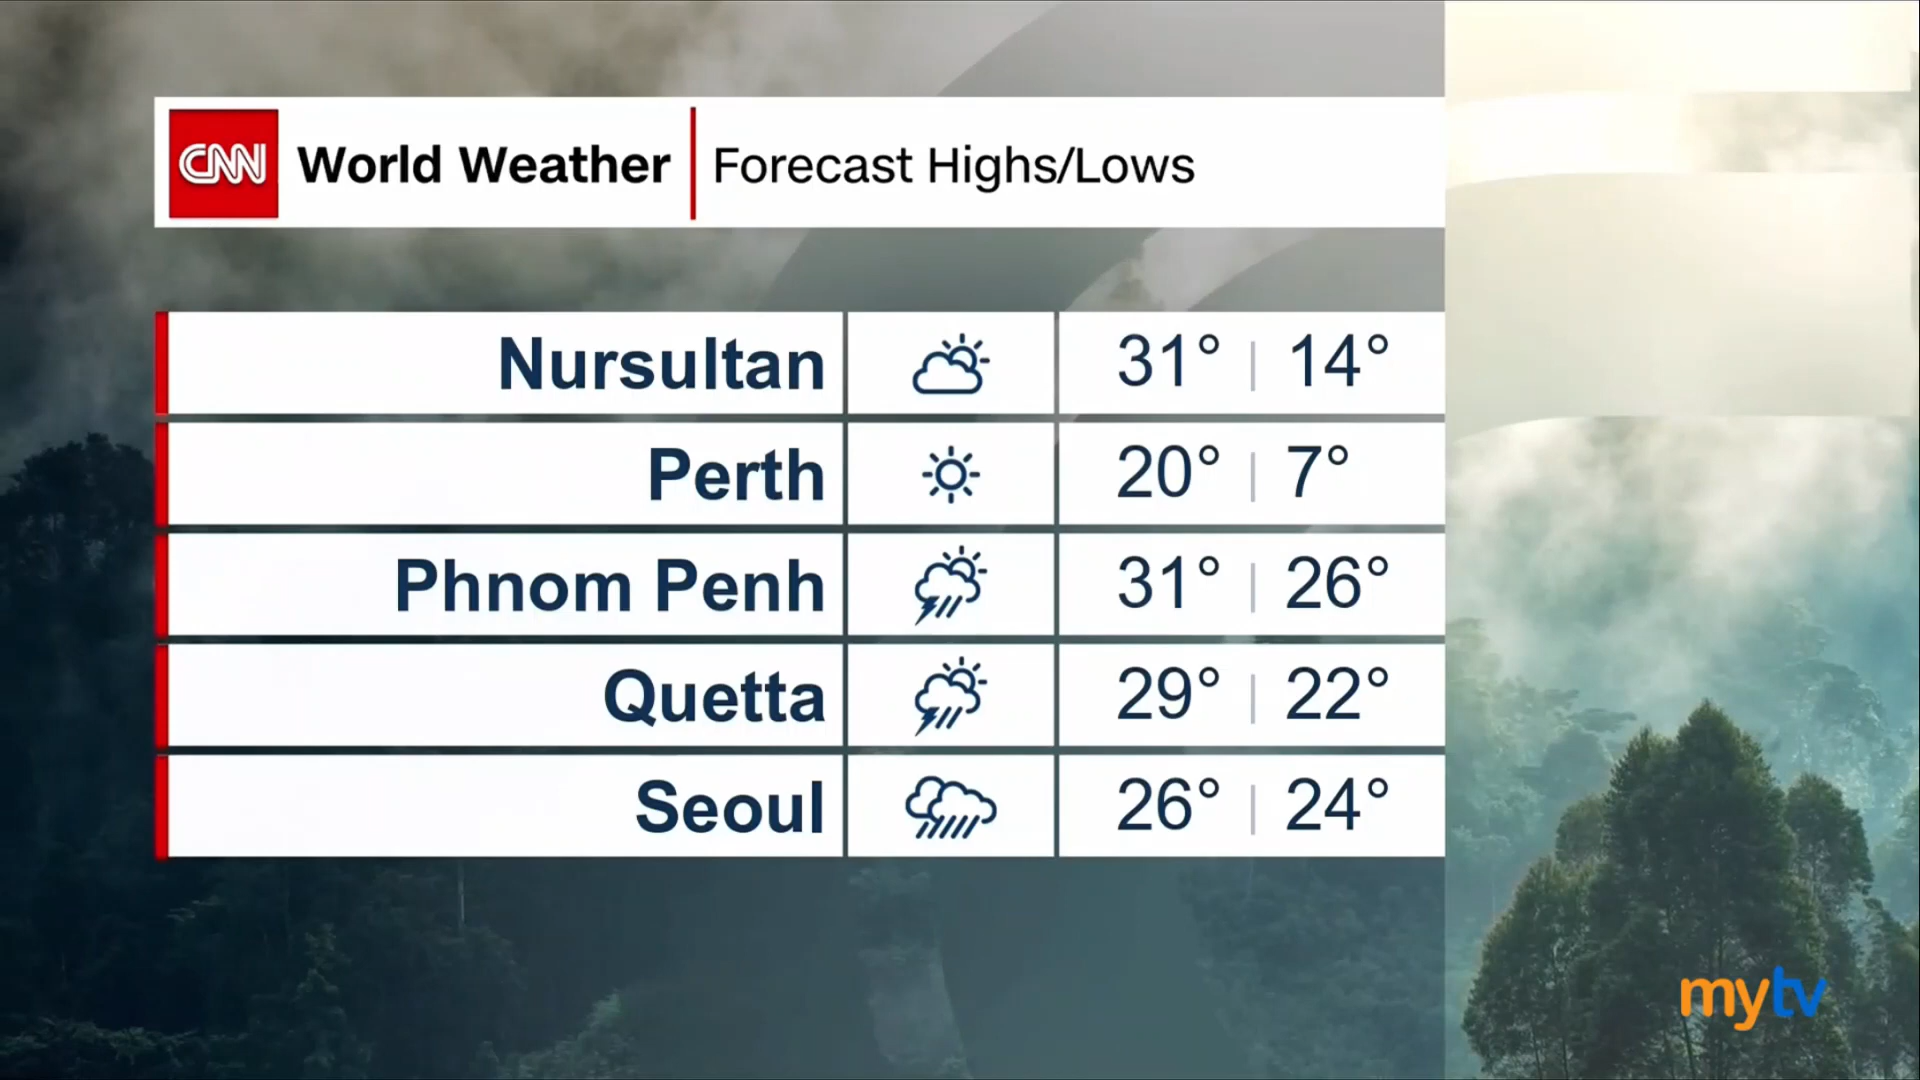 CNN World Weather | Forecast Highs/Lows
Nursultan 31° | 14°
Perth 20° | 7°
Phnom Penh 31° | 26°
Quetta 29° | 22°
Seoul 26° | 24°
mytv